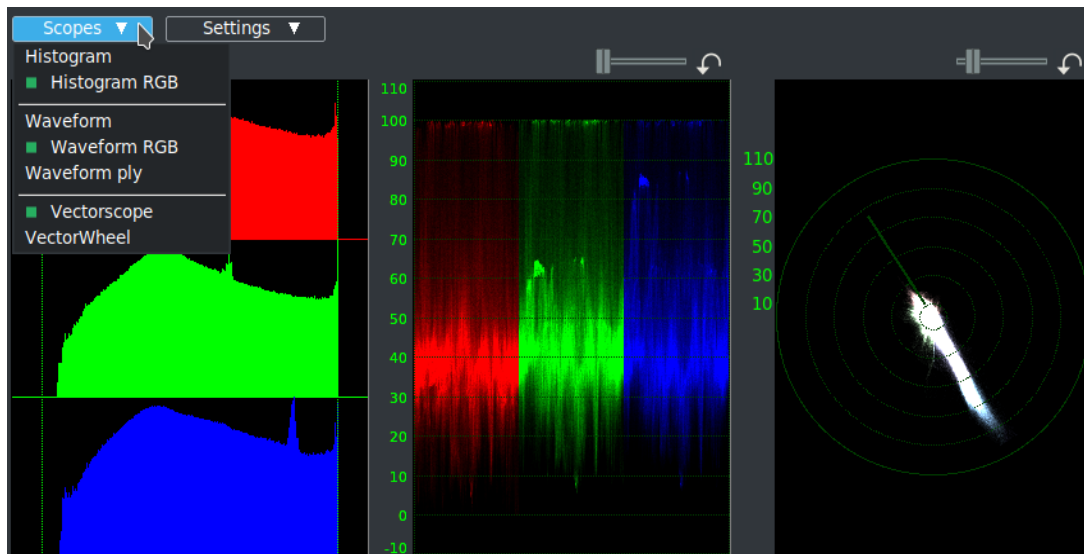 Scopes ▼ Settings ▼
Histogram
Histogram RGB
Waveform
Waveform RGB
Waveform ply
Vectorscope
VectorWheel
110
100
90
80
70
60
50
40
30
20
10
0
-10
110
90
70
50
30
10